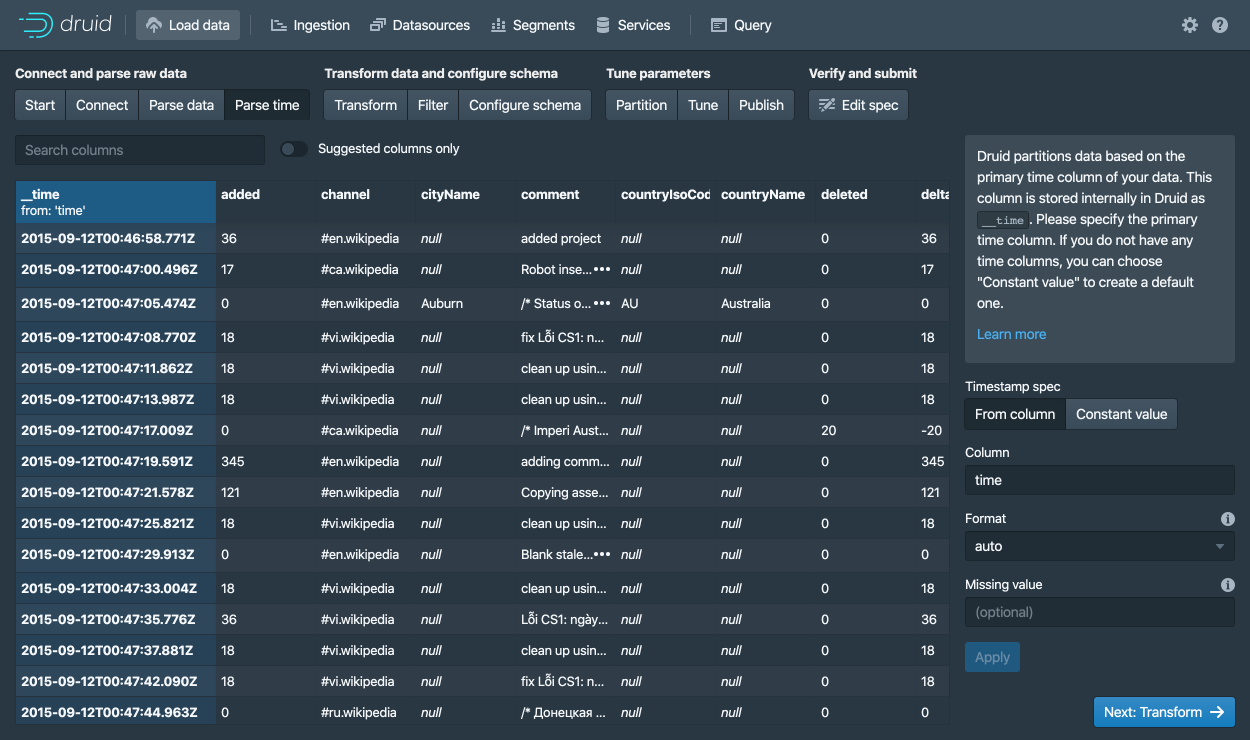 druid Load data Ingestion Datasources Segments Services Query
Connect and parse raw data Transform data and configure schema Tune parameters Verify and submit
Start Connect Parse data Parse time Transform Filter Configure schema Partition Tune Publish Edit spec
Search columns Suggested columns only
__time added channel cityName comment countryIsoCod countryName deleted delta
from: 'time'
2015-09-12T00:46:58.771Z 36 #en.wikipedia null added project null null 0 36
2015-09-12T00:47:00.496Z 17 #ca.wikipedia null Robot inse...••• null null 0 17
2015-09-12T00:47:05.474Z 0 #en.wikipedia Auburn /* Status o...••• AU Australia 0 0
2015-09-12T00:47:08.770Z 18 #vi.wikipedia null fix Lỗi CS1: n... null null 0 18
2015-09-12T00:47:11.862Z 18 #vi.wikipedia null clean up usin... null null 0 18
2015-09-12T00:47:13.987Z 18 #vi.wikipedia null clean up usin... null null 0 18
2015-09-12T00:47:17.009Z 0 #ca.wikipedia null /* Imperi Aust... null null 20 -20
2015-09-12T00:47:19.591Z 345 #en.wikipedia null adding comm... null null 0 345
2015-09-12T00:47:21.578Z 121 #en.wikipedia null Copying asse... null null 0 121
2015-09-12T00:47:25.821Z 18 #vi.wikipedia null clean up usin... null null 0 18
2015-09-12T00:47:29.913Z 0 #en.wikipedia null Blank stale...••• null null 0 0
2015-09-12T00:47:33.004Z 18 #vi.wikipedia null clean up usin... null null 0 18
2015-09-12T00:47:35.776Z 36 #vi.wikipedia null Lỗi CS1: ngày... null null 0 36
2015-09-12T00:47:37.881Z 18 #vi.wikipedia null clean up usin... null null 0 18
2015-09-12T00:47:42.090Z 18 #vi.wikipedia null fix Lỗi CS1: n... null null 0 18
2015-09-12T00:47:44.963Z 0 #ru.wikipedia null /* Донецкая ... null null 0 0
Druid partitions data based on the
primary time column of your data. This
column is stored internally in Druid as
__time . Please specify the primary
time column. If you do not have any
time columns, you can choose
"Constant value" to create a default
one.
Learn more
Timestamp spec
From column Constant value
Column
time
Format
auto
Missing value
(optional)
Apply
Next: Transform